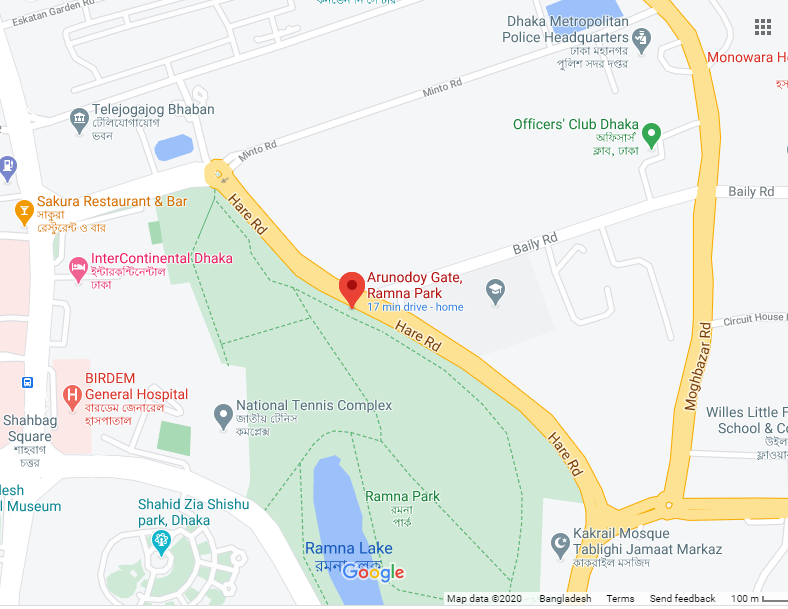 Eskatan Garden Rd
Dhaka Metropolitan
Police Headquarters
ঢাকা মহানগর
পুলিশ সদর দপ্তর
Monowara H
Minto Rd
Telejogajog Bhaban
টেলিযোগাযোগ
ভবন
Officers' Club Dhaka
অফিসার্স
ক্লাব, ঢাকা
Minto Rd
Baily Rd
Sakura Restaurant & Bar
সাকুরা
রেস্টুরেন্ট ও বার
Hare Rd
Baily Rd
InterContinental Dhaka
ইন্টারকন্টিনেন্টাল
ঢাকা
Arunodoy Gate,
Ramna Park
17 min drive - home
Hare Rd
Circuit House
Moghbazar Rd
BIRDEM
General Hospital
বারডেম জেনারেল
হাসপাতাল
National Tennis Complex
জাতীয় টেনিস
কমপ্লেক্স
Shahbag
Square
শাহবাগ
চত্তর
Willes Little F
School & Co
উইল
ফ্লাওয়া
Hare Rd
desh
l Museum
Ramna Park
রমনা
পার্ক
Shahid Zia Shishu
park, Dhaka
Kakrail Mosque
Tablighi Jamaat Markaz
কাকরাইল মসজিদ
Ramna Lake
রমনা লেক
Google
Map data ©2020 Bangladesh Terms Send feedback 100 m